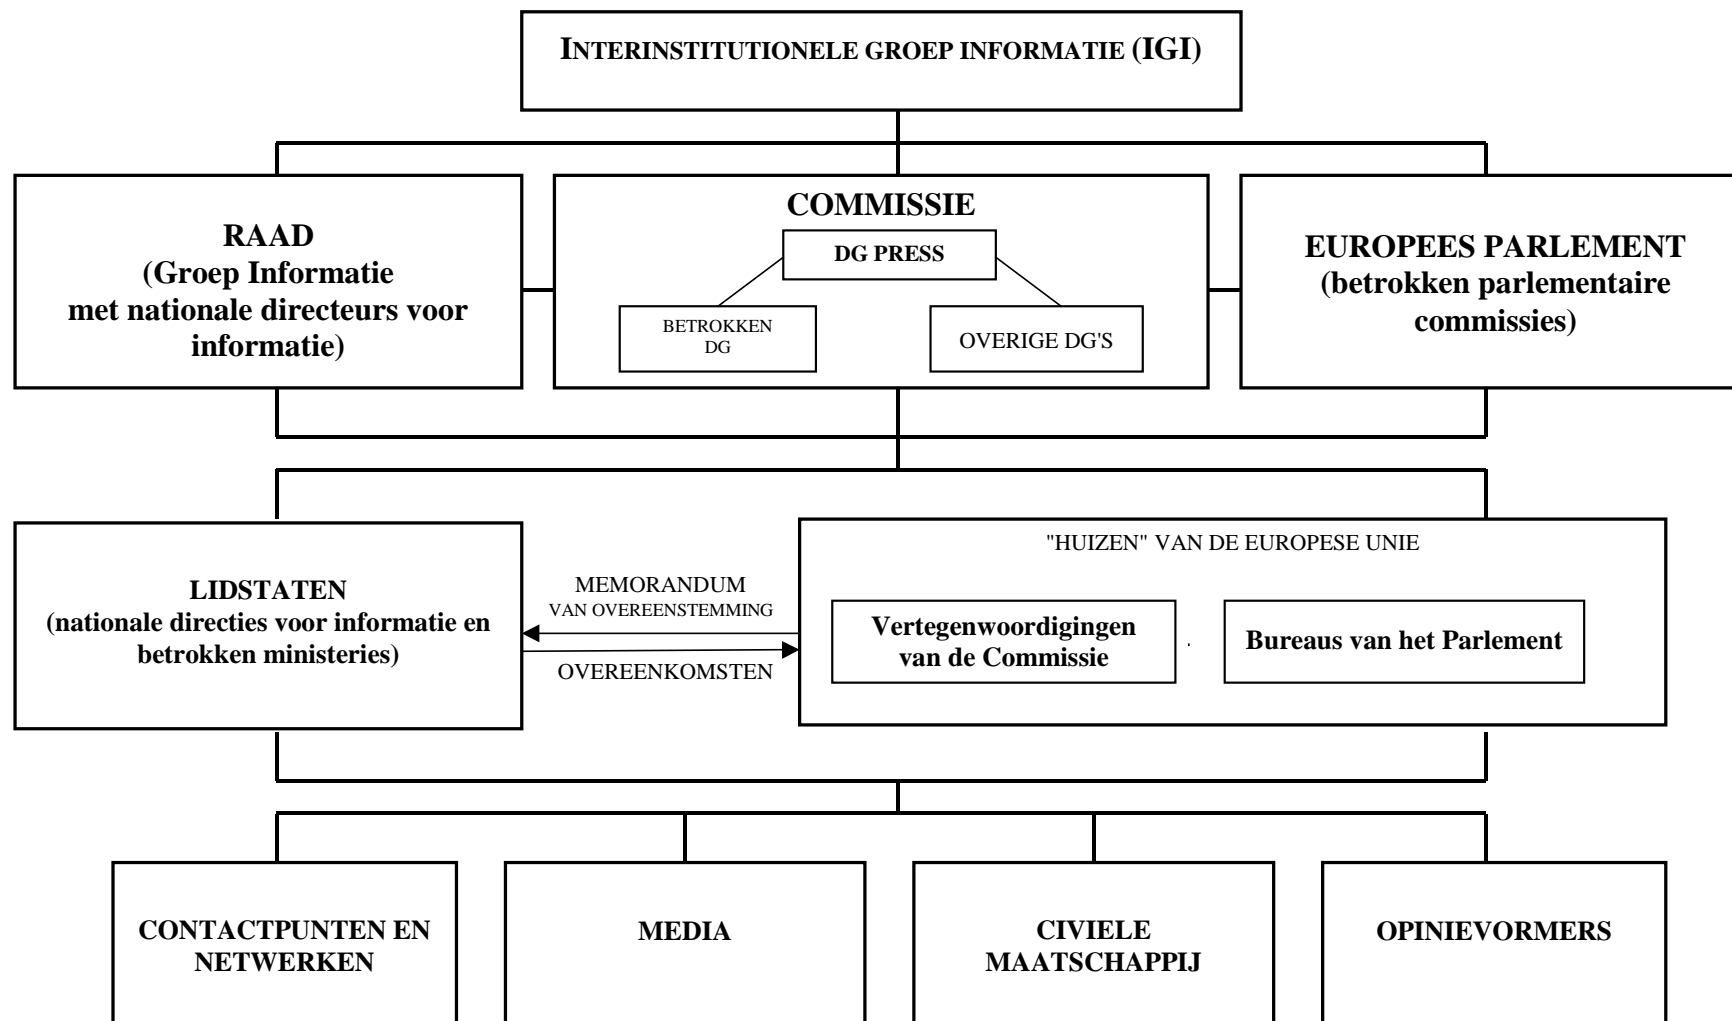 INTERINSTITUTIONELE GROEP INFORMATIE (IGI)
RAAD
(Groep Informatie
met nationale directeurs voor
informatie)
COMMISSIE
DG PRESS
BETROKKEN
DG
OVERIGE DG'S
EUROPEES PARLEMENT
(betrokken parlementaire
commissies)
LIDSTATEN
(nationale directies voor informatie en
betrokken ministeries)
MEMORANDUM
VAN OVEREENSTEMMING
OVEREENKOMSTEN
"HUIZEN" VAN DE EUROPESE UNIE
Vertegenwoordigingen
van de Commissie
Bureaus van het Parlement
CONTACTPUNTEN EN
NETWERKEN
MEDIA
CIVIELE
MAATSCHAPPIJ
OPINIEVORMERS